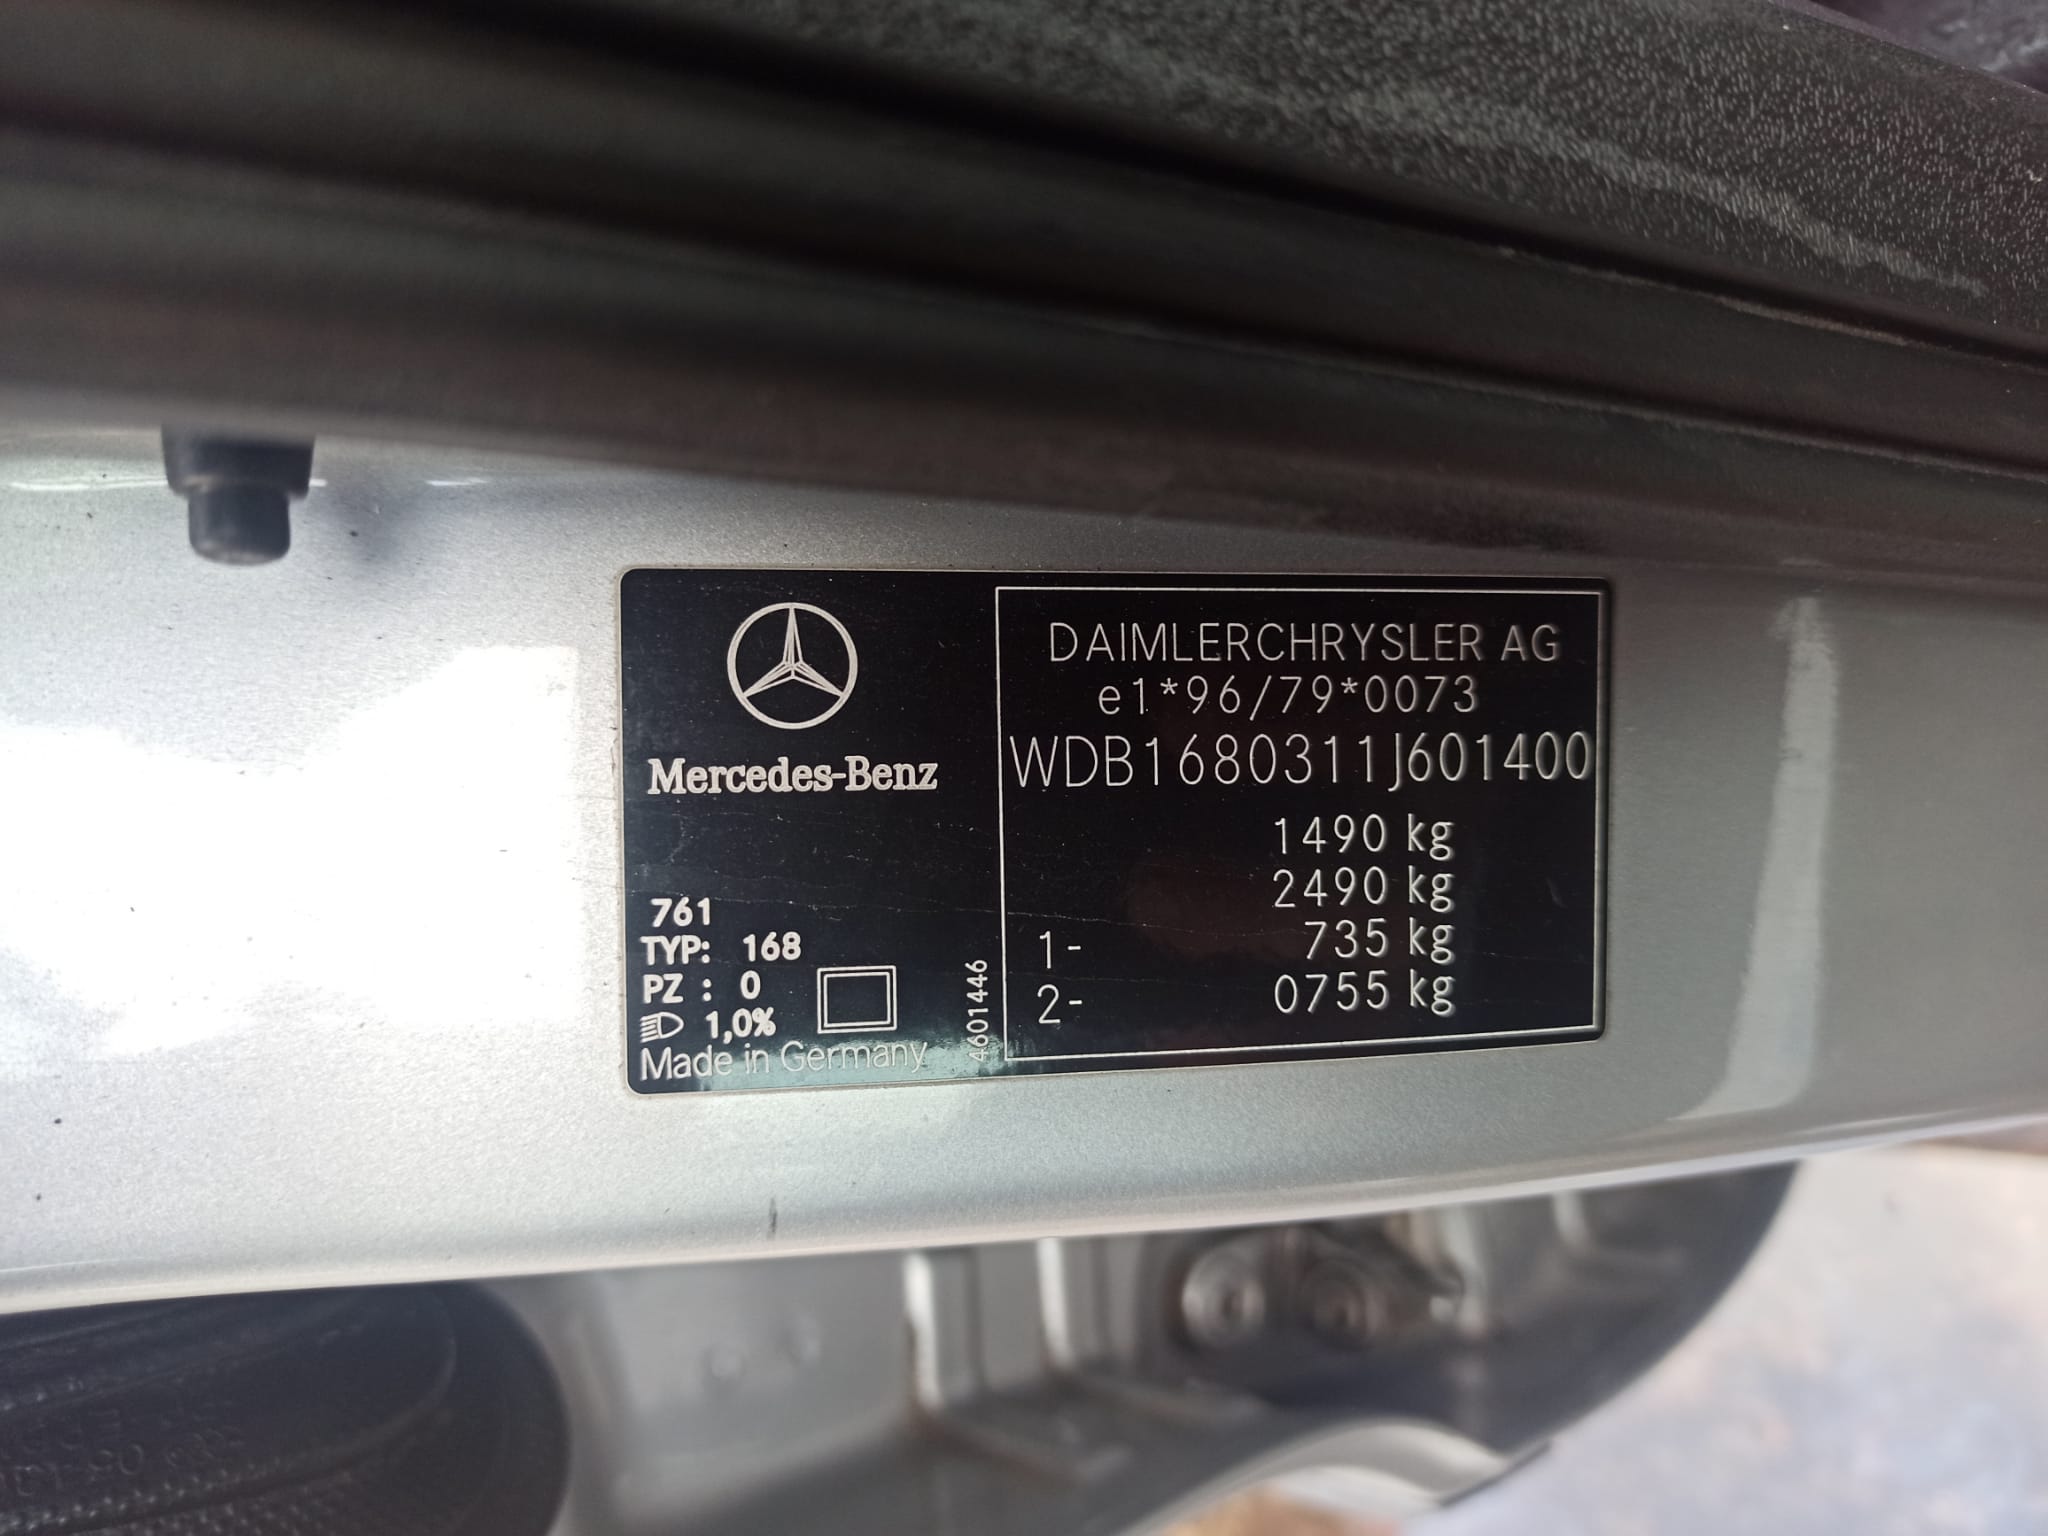 Mercedes-Benz
761
TYP: 168
PZ : 0
1,0%
Made in Germany
4601446
DAIMLERCHRYSLER AG
e1*96/79*0073
WDB1680311J601400
1490 kg
2490 kg
1- 735 kg
2- 0755 kg